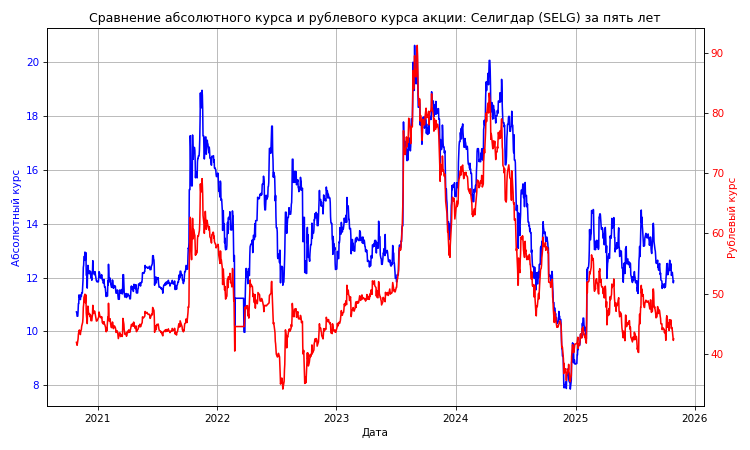 Сравнение абсолютного курса и рублевого курса акции: Селигдар (SELG) за пять лет
Абсолютный курс
20
18
16
14
12
10
8
90
80
70
60
50
40
Рублевый курс
2021 2022 2023 2024 2025 2026
Дата